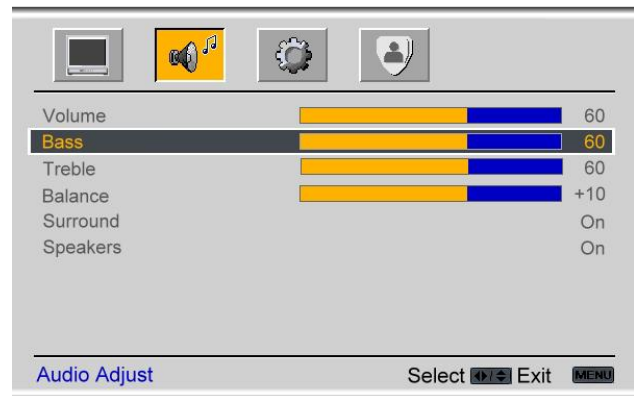 Volume 60
Bass 60
Treble 60
Balance +10
Surround On
Speakers On
Audio Adjust Select / Exit MENU